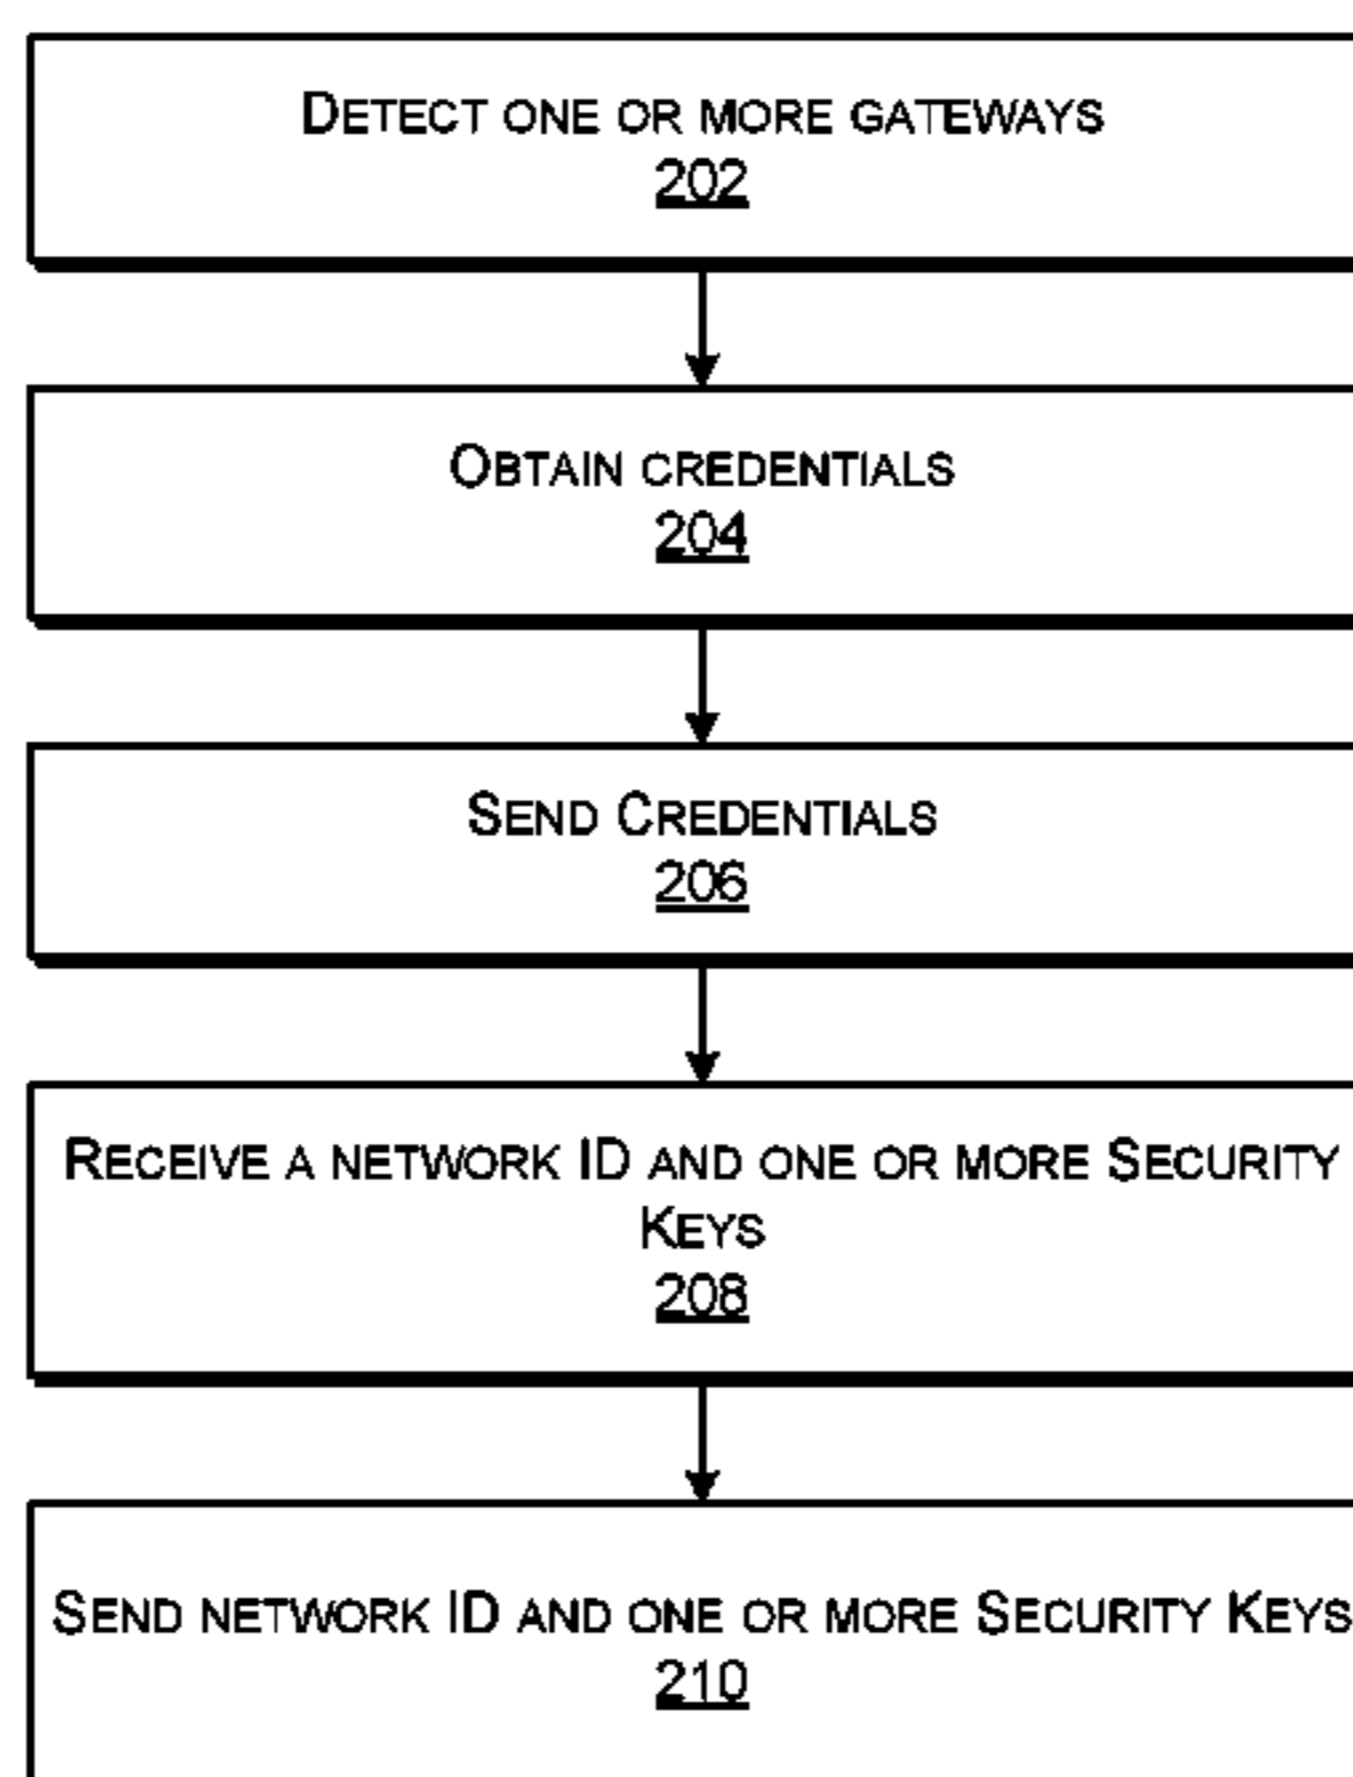 DETECT ONE OR MORE GATEWAYS
202
OBTAIN CREDENTIALS
204
SEND CREDENTIALS
206
RECEIVE A NETWORK ID AND ONE OR MORE SECURITY
KEYS
208
SEND NETWORK ID AND ONE OR MORE SECURITY KEYS
210